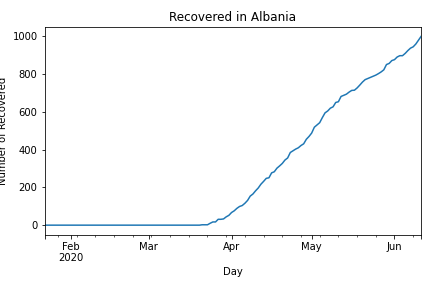 Recovered in Albania
Number of Recovered
1000
800
600
400
200
0
Feb
2020
Mar
Apr
May
Jun
Day